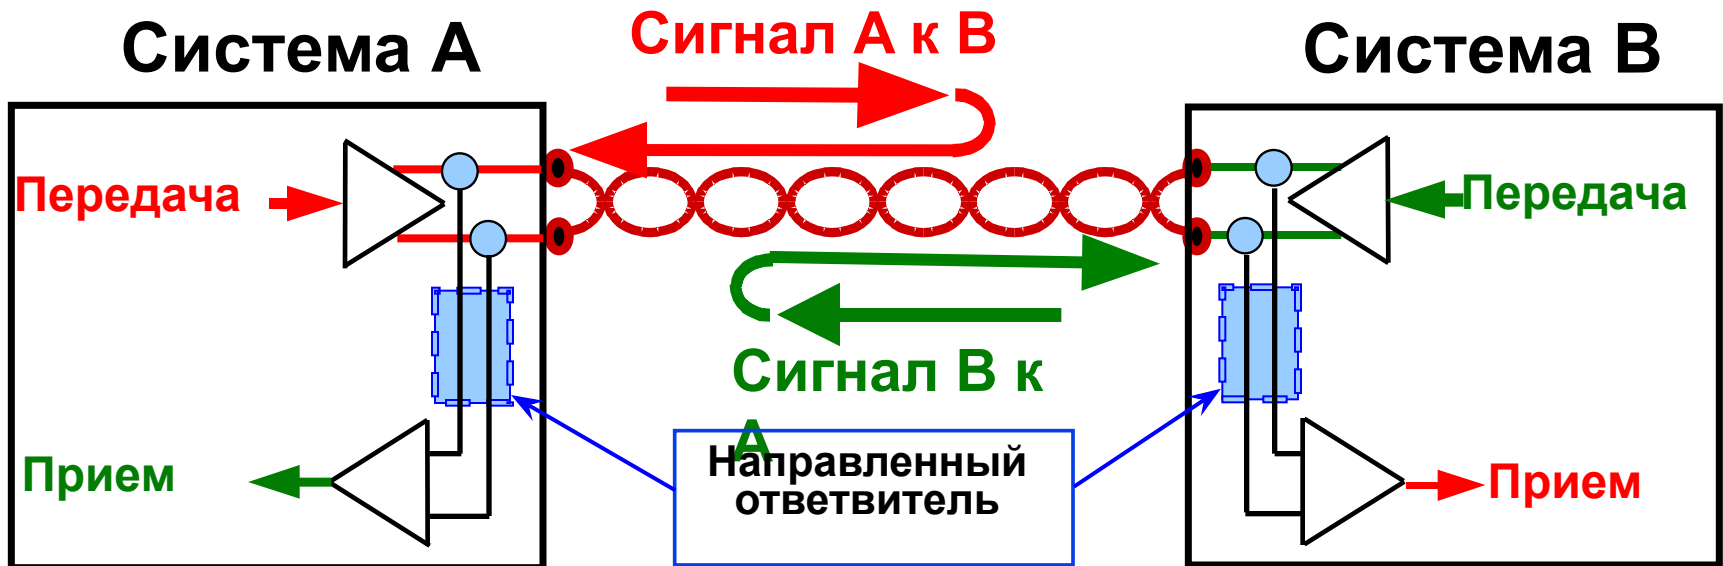 Сигнал А к В
Система А
Система В
Передача
Передача
Сигнал В к
А
Направленный
ответвитель
Прием
Прием